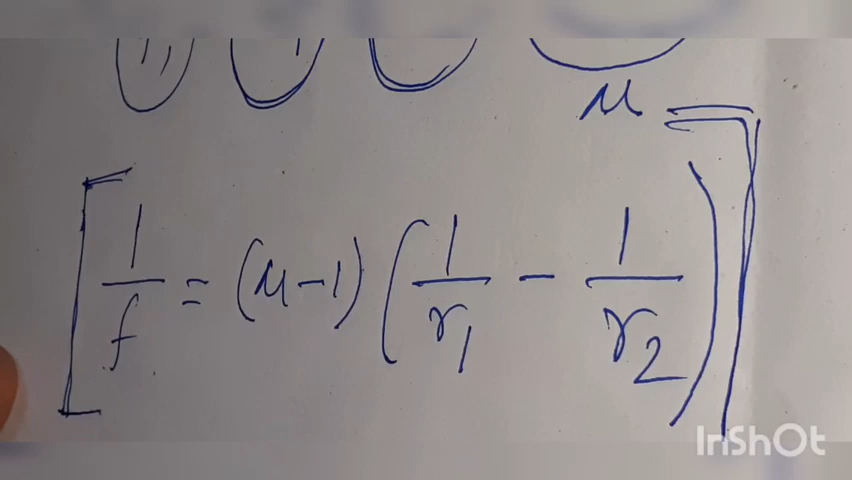 μ
[1/f = (μ-1) (1/r₁ - 1/r₂)]
InShOt